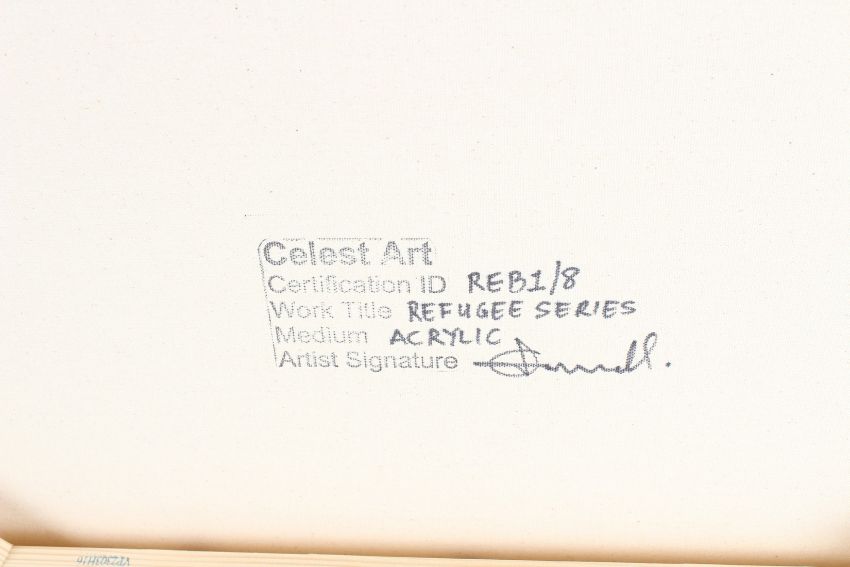 Celest Art
Certification ID REB1/8
Work Title REFUGEE SERIES
Medium ACRYLIC
Artist Signature